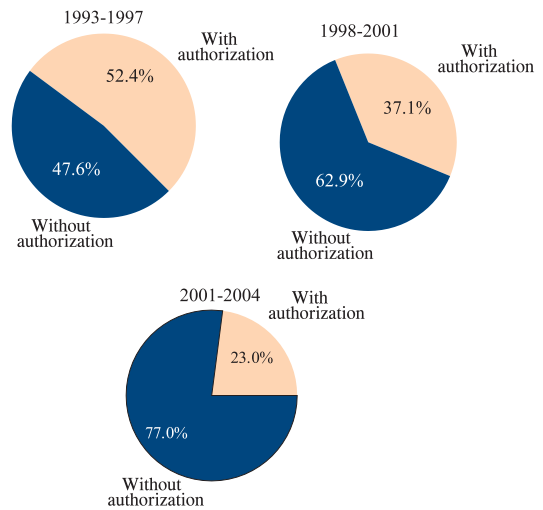 1993-1997
With
authorization
52.4%
47.6%
Without
authorization
1998-2001
With
authorization
37.1%
62.9%
Without
authorization
2001-2004
With
authorization
23.0%
77.0%
Without
authorization